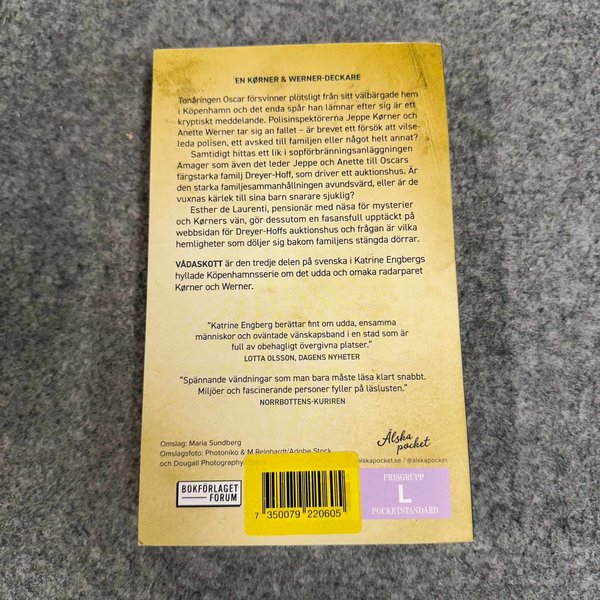 EN KØRNER & WERNER-DECKARE
Tonåringen Oscar försvinner plötsligt från sitt välbärgade hem
i Köpenhamn och det enda spår han lämnar efter sig är ett
kryptiskt meddelande. Polisinspektörerna Jeppe Kørner och
Anette Werner tar sig an fallet – är brevet ett försök att vilse-
leda polisen, ett avsked till familjen eller något helt annat?
Samtidigt hittas ett lik i sopförbränningsanläggningen
Amager som även det leder Jeppe och Anette till Oscars
färgstarka familj Dreyer-Hoff, som driver ett auktionshus. Är
den starka familjesammanhållningen avundsvärd, eller är de
vuxnas kärlek till sina barn snarare sjuklig?
Esther de Laurenti, pensionär med näsa för mysterier
och Kørners vän, gör dessutom en fasansfull upptäckt på
webbsidan för Dreyer-Hoffs auktionshus och frågan är vilka
hemligheter som döljer sig bakom familjens stängda dörrar.
VÅDASKOTT är den tredje delen på svenska i Katrine Engbergs
hyllade Köpenhamnsserie om det udda och omaka radarparet
Kørner och Werner.
"Katrine Engberg berättar fint om udda, ensamma
människor och oväntade vänskapsband i en stad som är
full av obehagligt övergivna platser."
LOTTA OLSSON, DAGENS NYHETER
"Spännande vändningar som man bara måste läsa klart snabbt.
Miljöer och fascinerande personer fyller på läslusten."
NORRBOTTENS-KURIREN
Omslag: Maria Sundberg
Omslagsfoto: Photoniko & M Reinhardt/Adobe Stock
och Dougall Photography
Älska
pocket
alskapocket.se / @alskapocket
BOKFÖRLAGET
FORUM
7 350079 220605
PRISGRUPP
L
POCKETSTANDARD